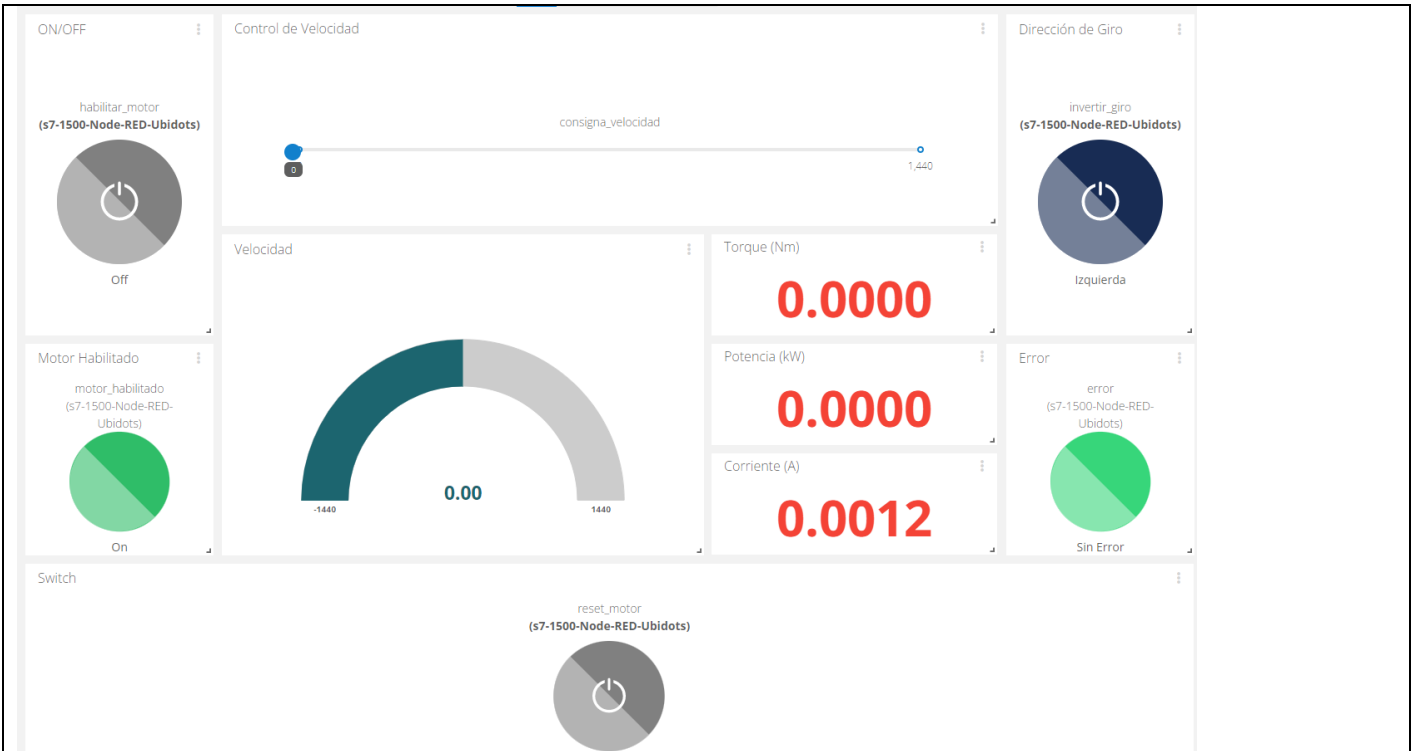 ON/OFF
habilitar_motor
(s7-1500-Node-RED-Ubidots)
Off
Control de Velocidad
consigna_velocidad
0
1,440
Dirección de Giro
invertir_giro
(s7-1500-Node-RED-Ubidots)
Izquierda
Motor Habilitado
motor_habilitado
(s7-1500-Node-RED-
Ubidots)
On
Velocidad
0.00
-1440
1440
Torque (Nm)
0.0000
Potencia (kW)
0.0000
Corriente (A)
0.0012
Error
error
(s7-1500-Node-RED-
Ubidots)
Sin Error
Switch
reset_motor
(s7-1500-Node-RED-Ubidots)